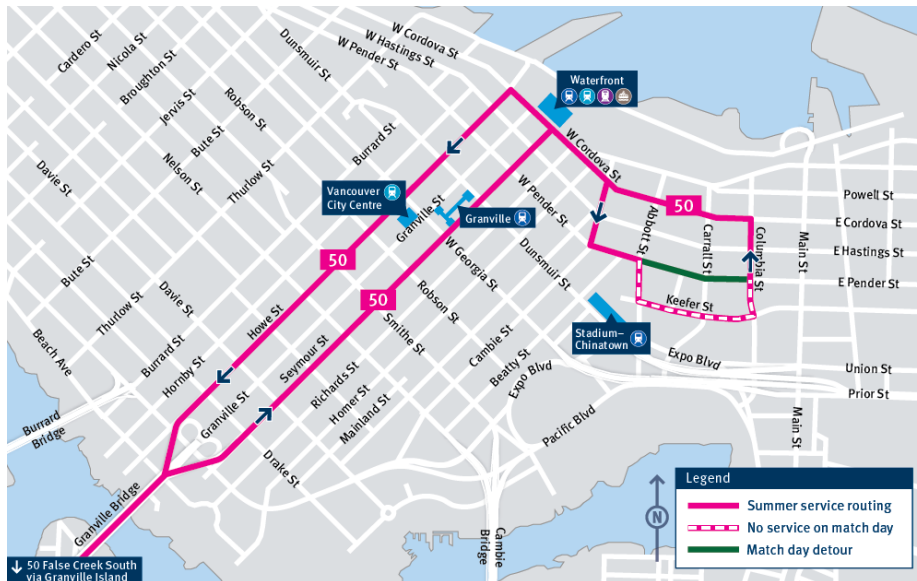 Cardero St
Nicola St
Broughton St
Jervis St
Bute St
Robson St
Dunsmuir St
W Pender St
W Hastings St
W Cordova St
Waterfront
Davie St
Nelson St
Thurlow St
Burrard St
W Cordova St
Vancouver
City Centre
Granville St
Granville
W Pender St
Abbott St
50
Carrall St
Columbia St
Main St
Powell St
E Cordova St
E Hastings St
E Pender St
Keefer St
W Georgia St
Dunsmuir St
50
50
Bute St
Thurlow St
Davie St
Howe St
Robson St
Smithe St
Cambie St
Stadium–
Chinatown
Expo Blvd
Union St
Prior St
Beach Ave
Burrard St
Hornby St
Seymour St
Granville St
Richards St
Homer St
Mainland St
Beatty St
Expo Blvd
Pacific Blvd
Main St
Burrard
Bridge
Drake St
Granville Bridge
Cambie
Bridge
N
Legend
Summer service routing
No service on match day
Match day detour
50 False Creek South
via Granville Island